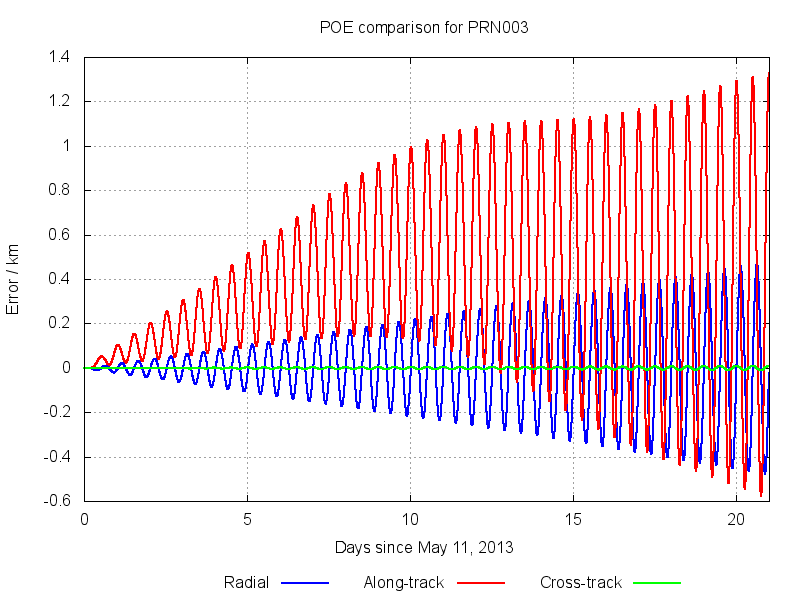 POE comparison for PRN003
1.4
1.2
1
0.8
0.6
0.4
0.2
0
-0.2
-0.4
-0.6
Error / km
0 5 10 15 20
Days since May 11, 2013
Radial Along-track Cross-track